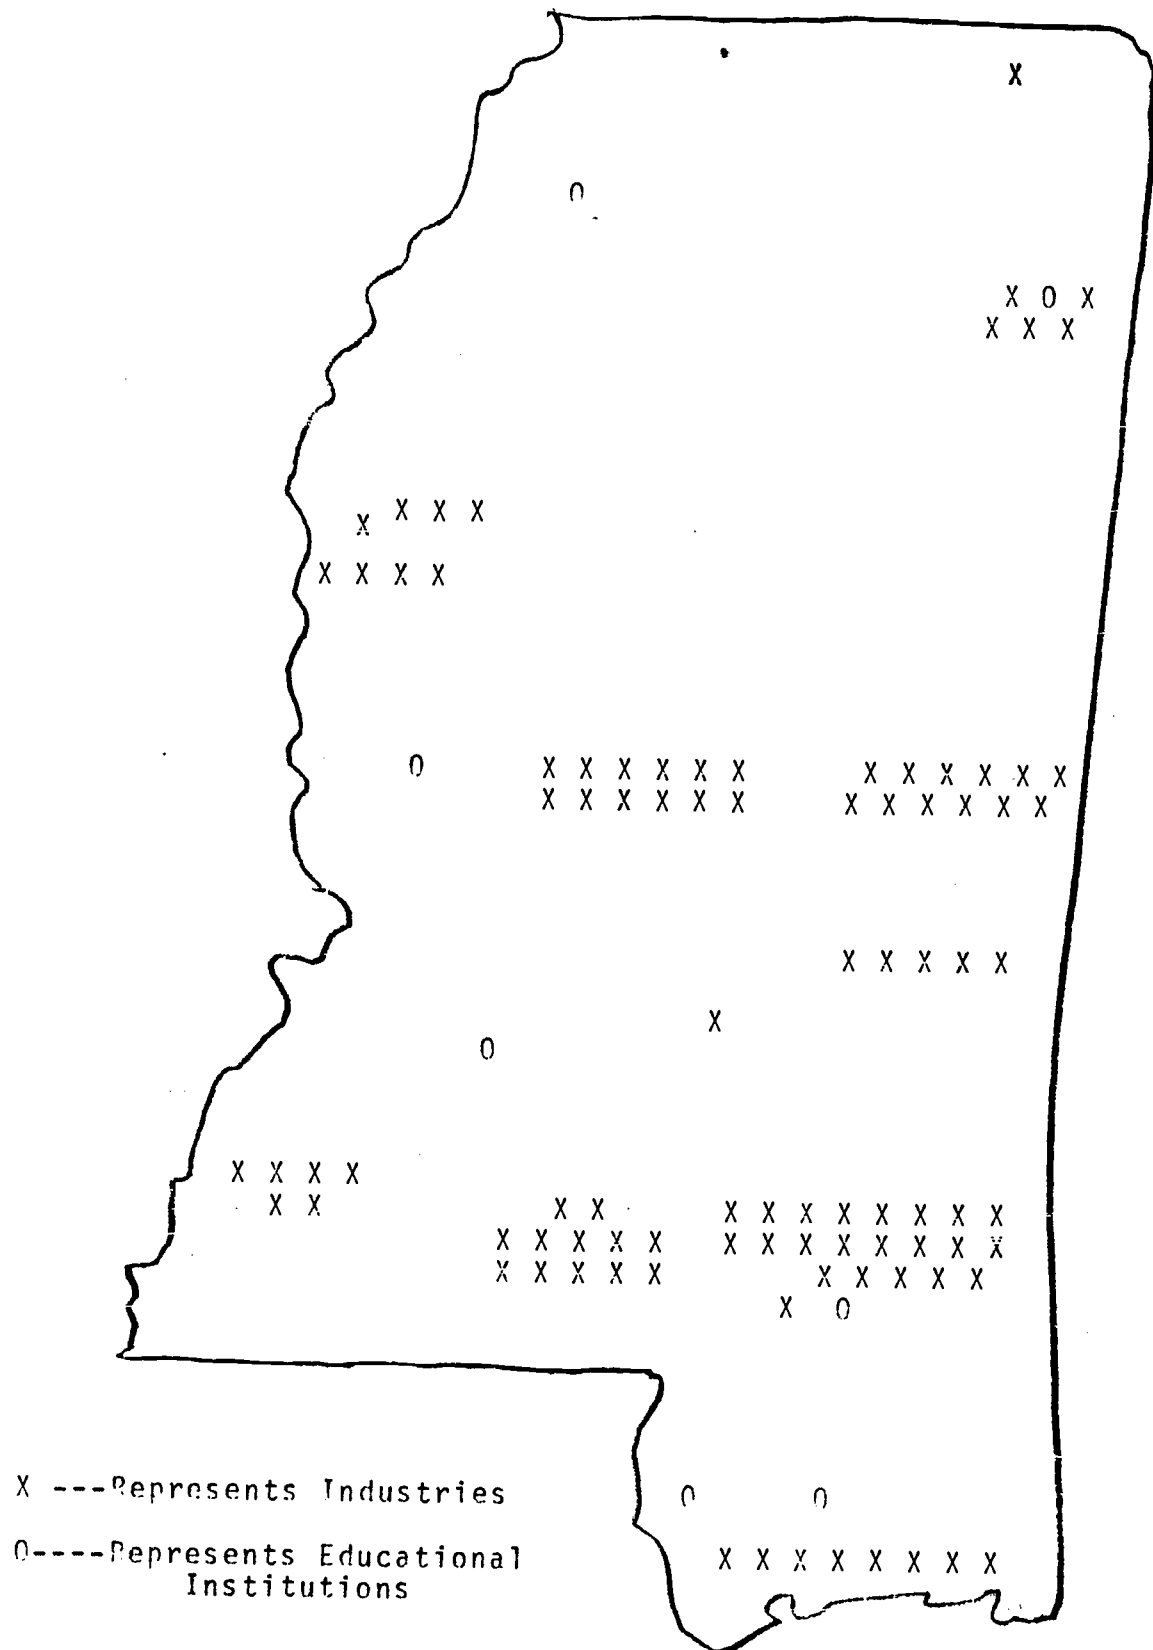 X
O
X O X
X X X
X X X X
X X X X
O X X X X X X X X X X X X
X X X X X X X X X X X X
X X X X X
X
O
X X X X
X X
X X X X X X X X X X
X X X X X X X X X X X X X
X X X X X X X X X X
X O
X ---Represents Industries
O O
O----Represents Educational
Institutions
X X X X X X X X